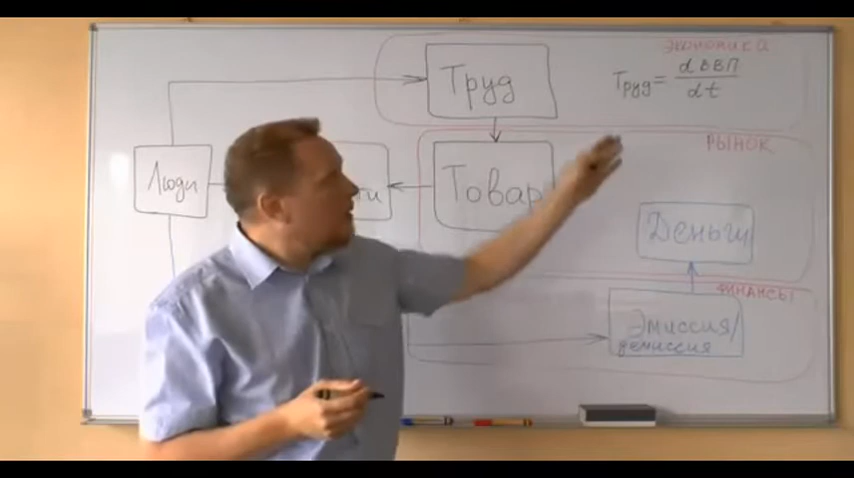 экономика
Труд
Труд = dВВП
dt
рынок
Люди
Товар
Деньги
финансы
Эмиссия/
демиссия